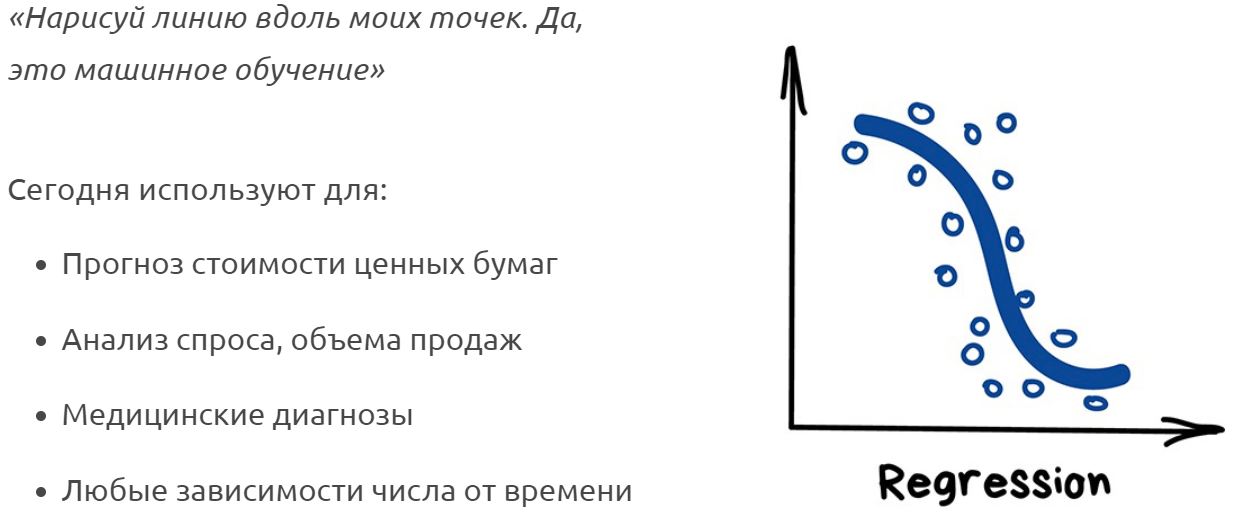 «Нарисуй линию вдоль моих точек. Да,
это машинное обучение»
Сегодня используют для:
• Прогноз стоимости ценных бумаг
• Анализ спроса, объема продаж
• Медицинские диагнозы
• Любые зависимости числа от времени
Regression